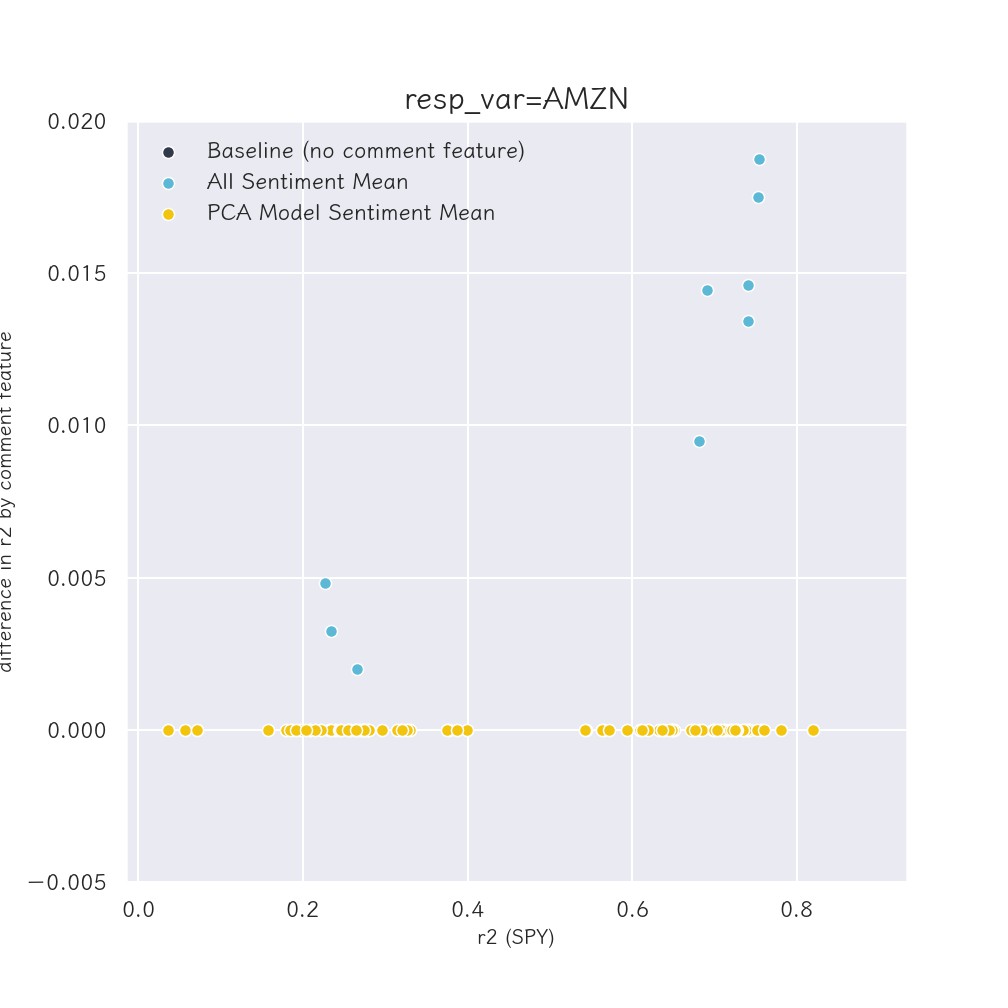 resp_var=AMZN
0.020
Baseline (no comment feature)
All Sentiment Mean
PCA Model Sentiment Mean
0.015
0.010
0.005
0.000
−0.005
difference in r2 by comment feature
0.0 0.2 0.4 0.6 0.8
r2 (SPY)